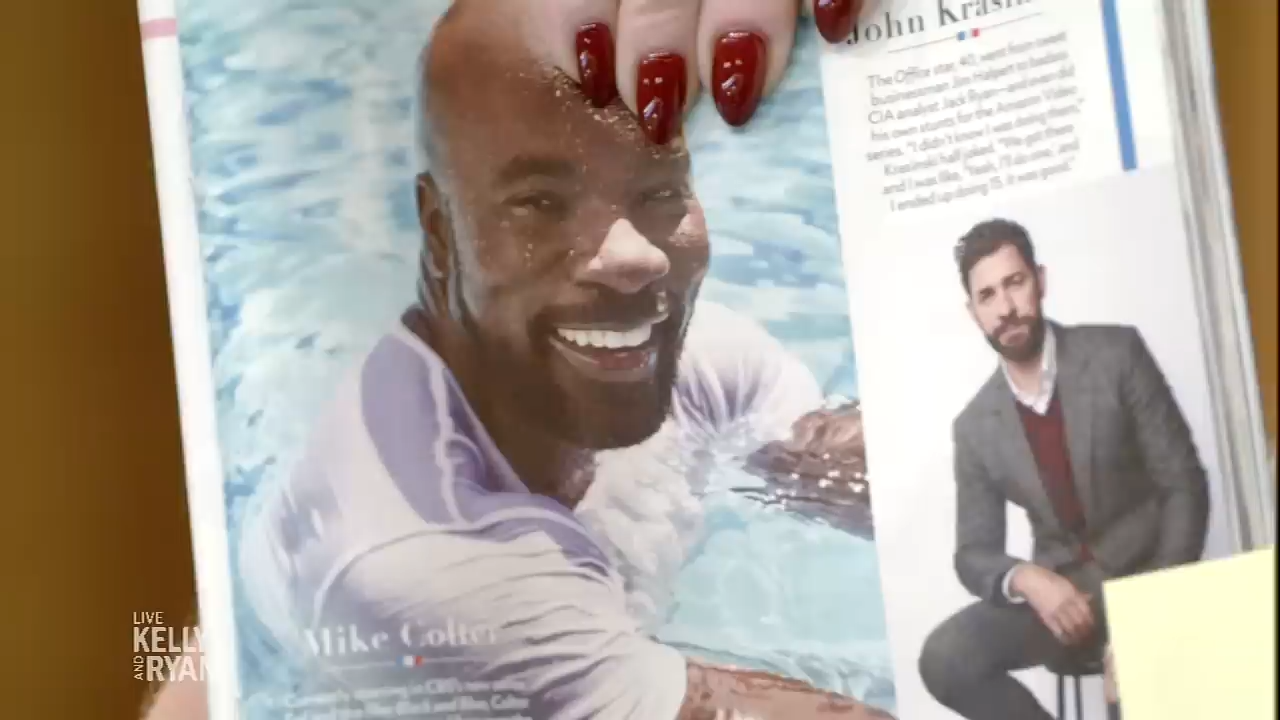 John
The Office star, 40, went from sweet
businessman Jim Halpert to badass
CIA analyst Jack Ryan—and even did
his own stunts for the Amazon Video
series. "I didn't know I was doing them,"
Krasinski half joked. "We got there
and I was like, 'Yeah, I'll do one,' and
I ended up doing 15. It was good."
Mike Colter
LIVE
KELLY
AND RYAN